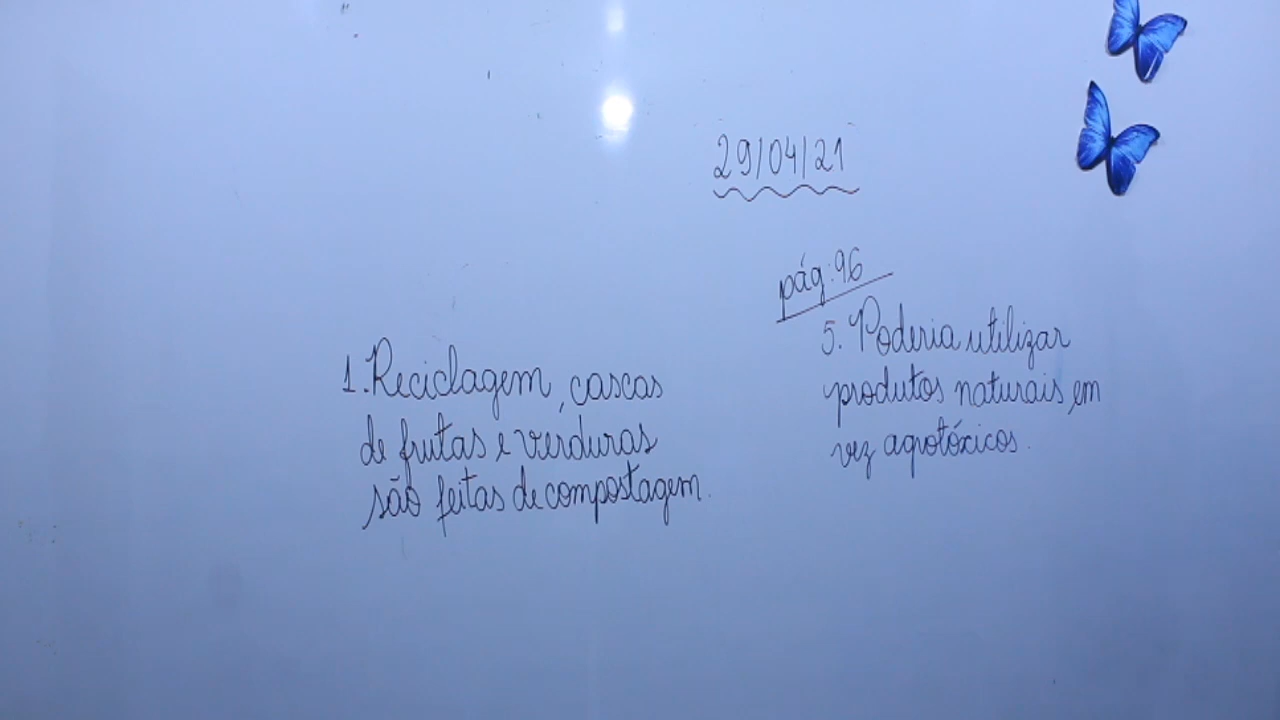 29/04/21
1. Reciclagem, cascas
de frutas e verduras
são feitas de compostagem.
pág: 96
5. Poderia utilizar
produtos naturais em
vez agrotóxicos.